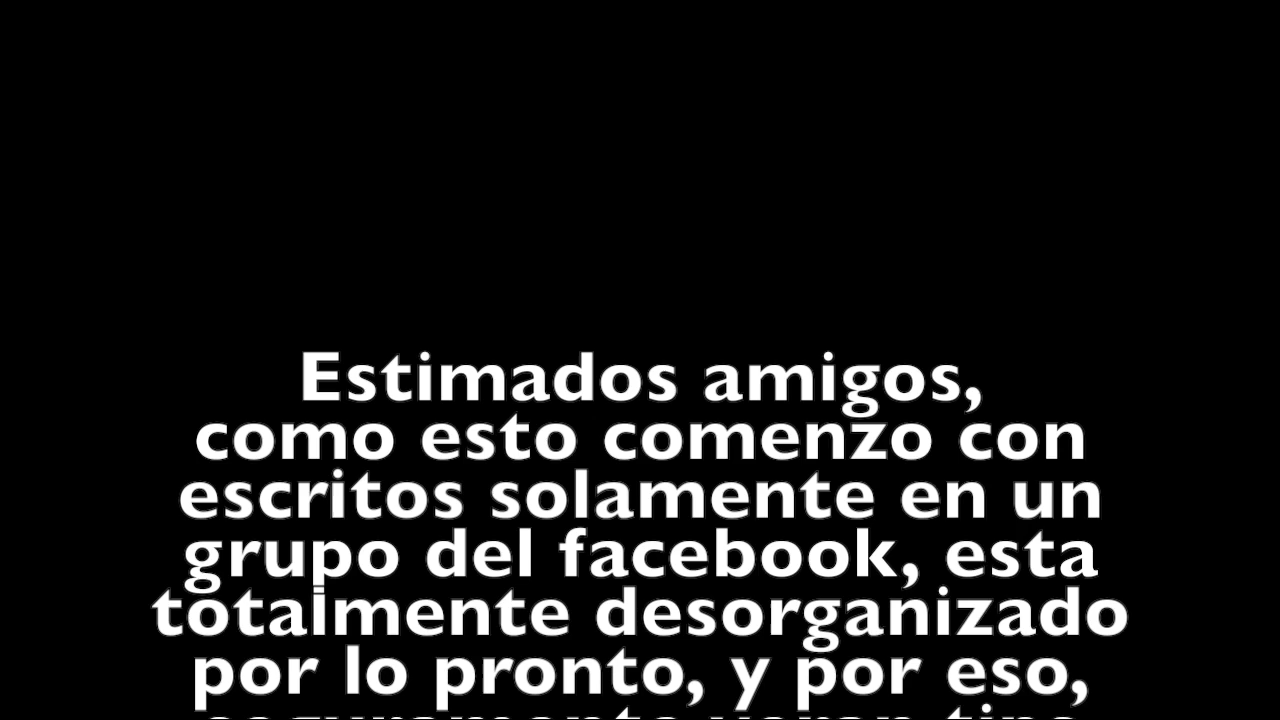 Estimados amigos,
como esto comenzo con
escritos solamente en un
grupo del facebook, esta
totalmente desorganizado
por lo pronto, y por eso,